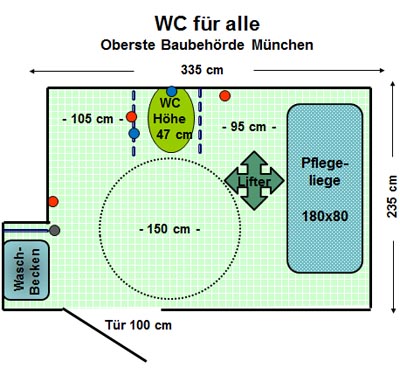 WC für alle
Oberste Baubehörde München
335 cm
WC
Höhe
47 cm
- 105 cm -
- 95 cm -
Pflege-
liege
180x80
Lifter
235 cm
- 150 cm -
Wasch-
Becken
Tür 100 cm